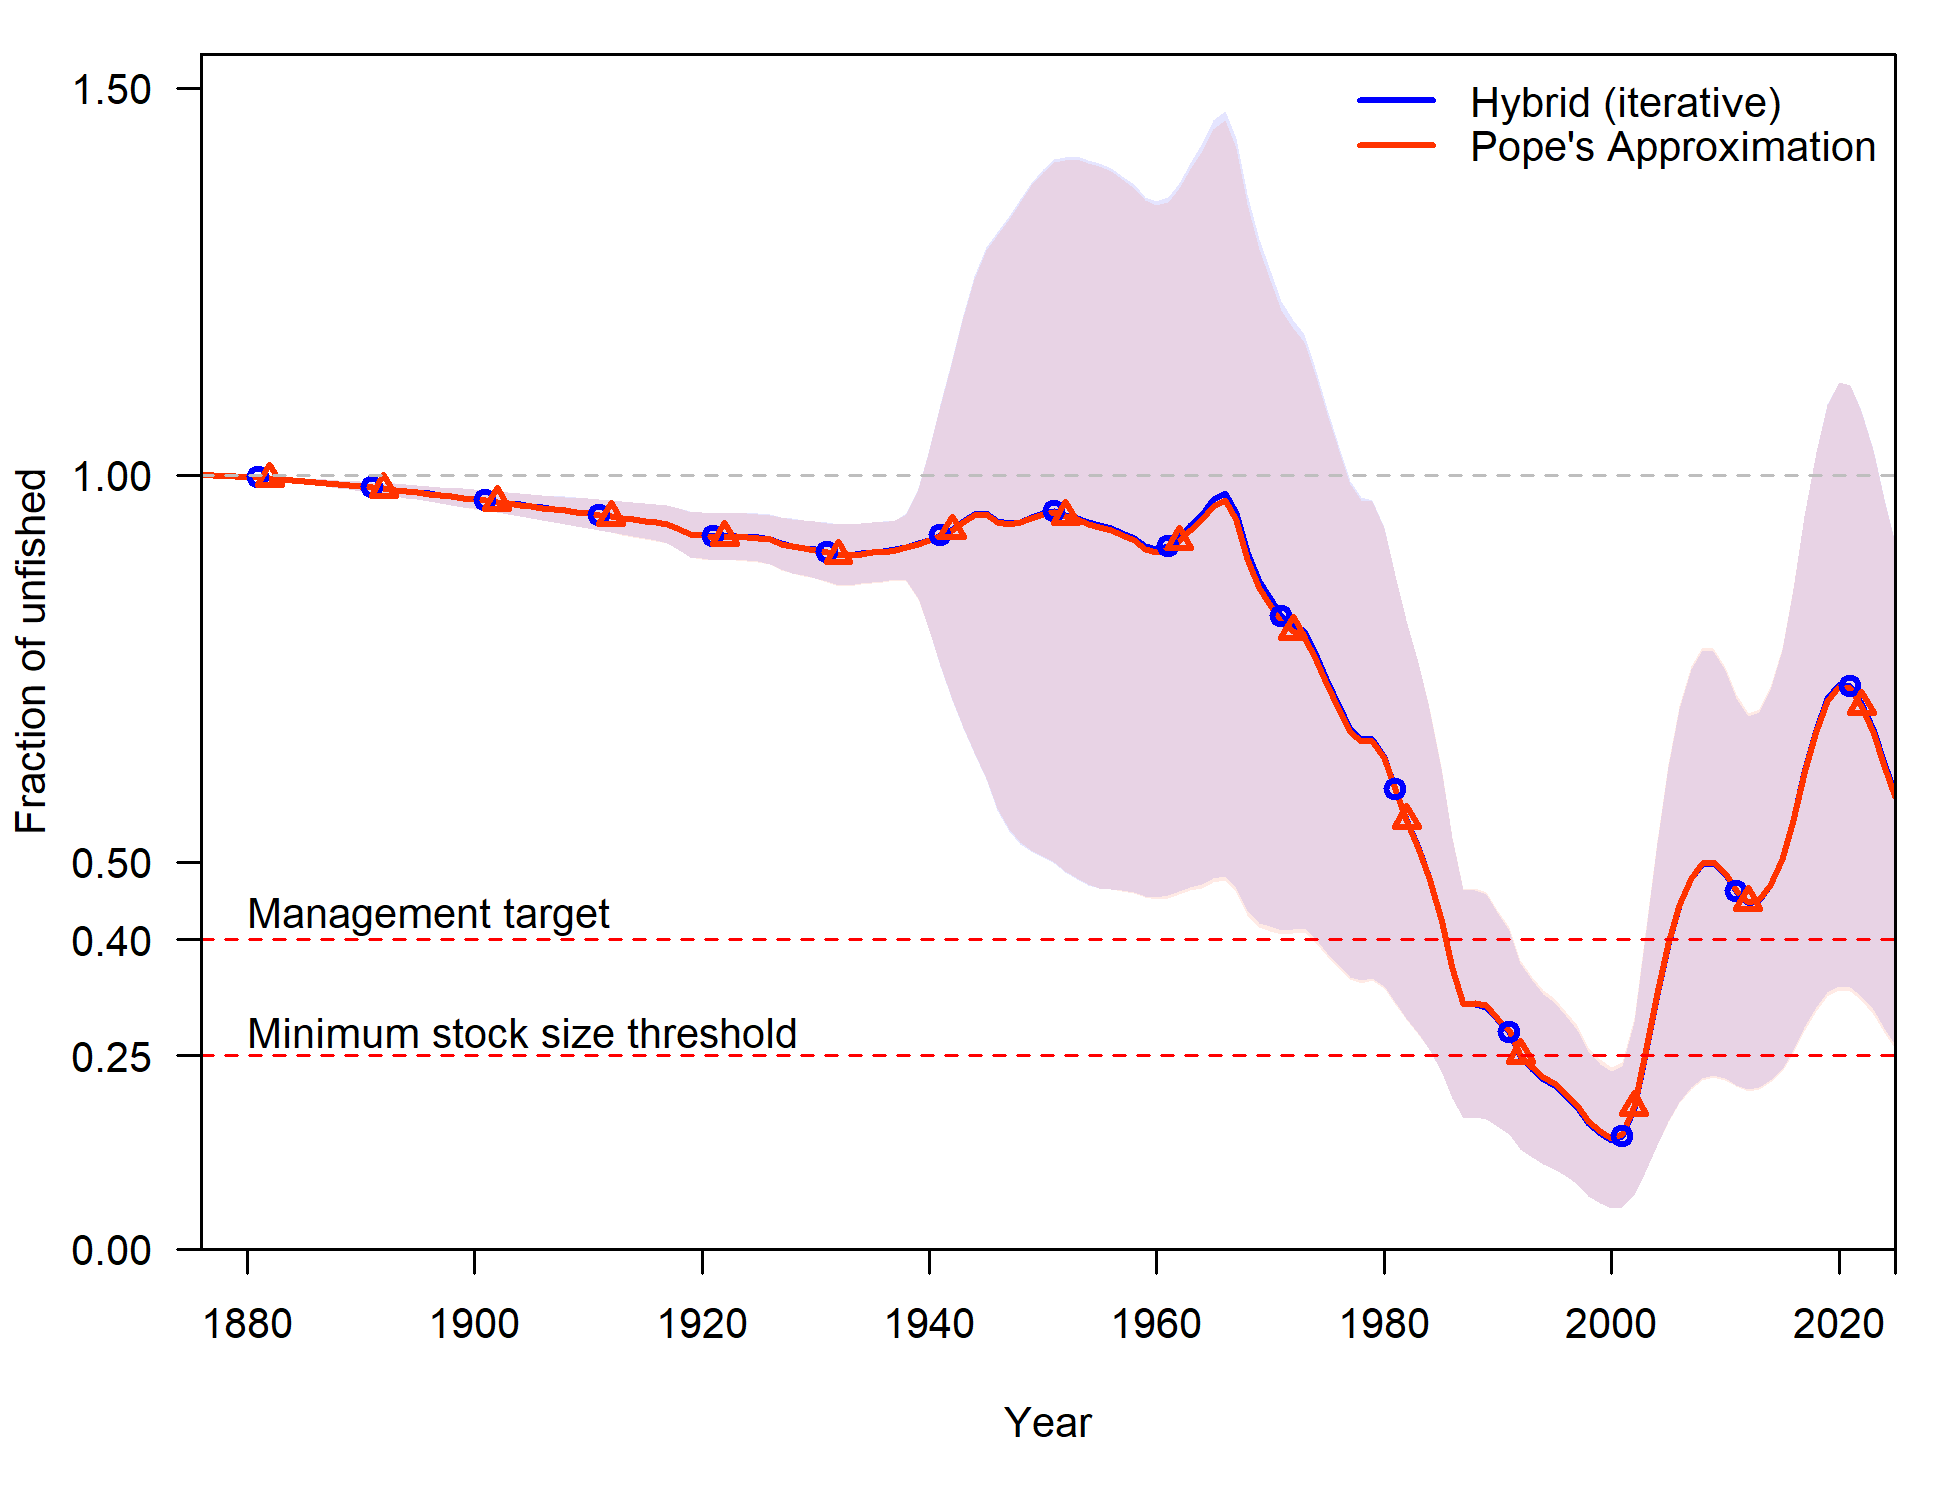 1.50
1.00
0.50
0.40
0.25
0.00
Fraction of unfished
Hybrid (iterative)
Pope's Approximation
Management target
Minimum stock size threshold
1880 1900 1920 1940 1960 1980 2000 2020
Year